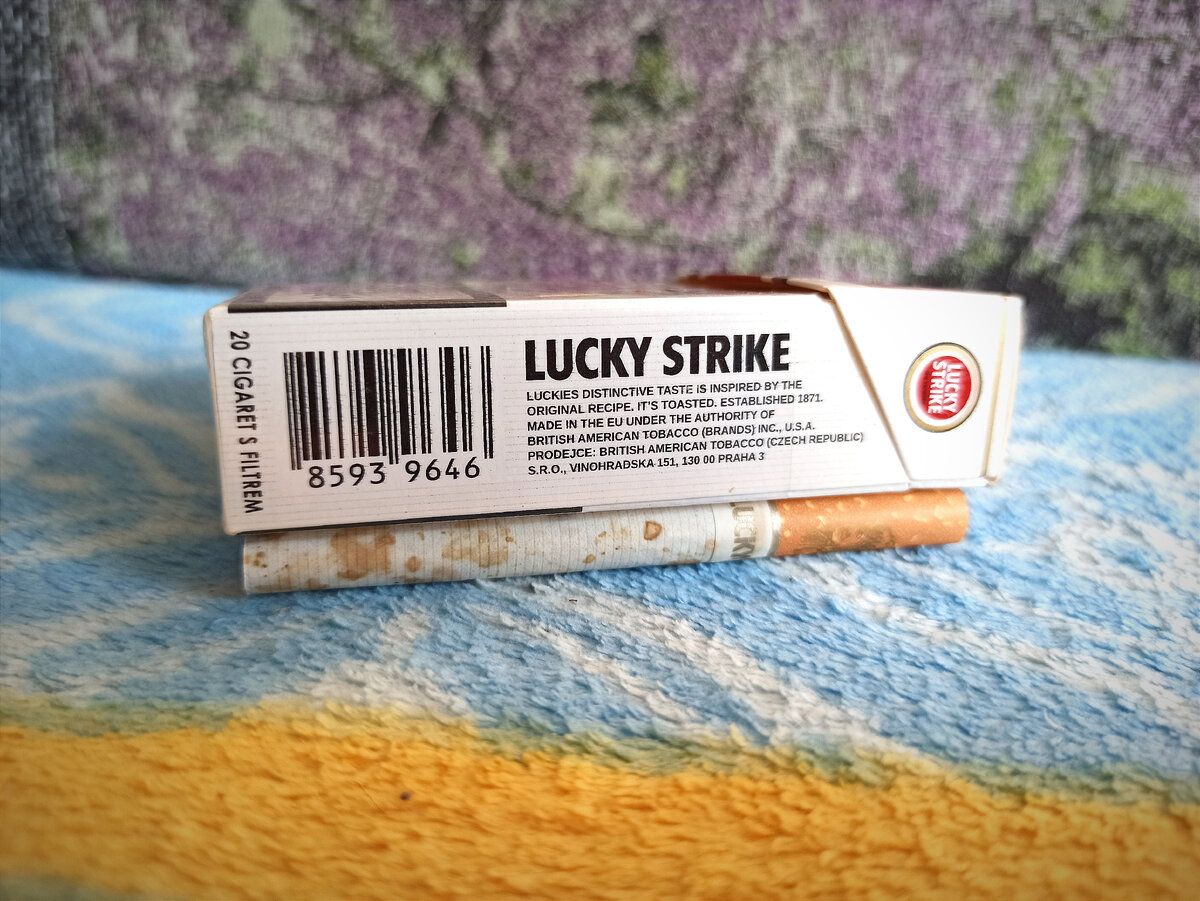 20 CIGARET S FILTREM
8593 9646
LUCKY STRIKE
LUCKIES DISTINCTIVE TASTE IS INSPIRED BY THE
ORIGINAL RECIPE. IT'S TOASTED. ESTABLISHED 1871.
MADE IN THE EU UNDER THE AUTHORITY OF
BRITISH AMERICAN TOBACCO (BRANDS) INC., U.S.A.
PRODEJCE: BRITISH AMERICAN TOBACCO (CZECH REPUBLIC)
S.R.O., VINOHRADSKA 151, 130 00 PRAHA 3
LUCKY
STRIKE
LUCKY